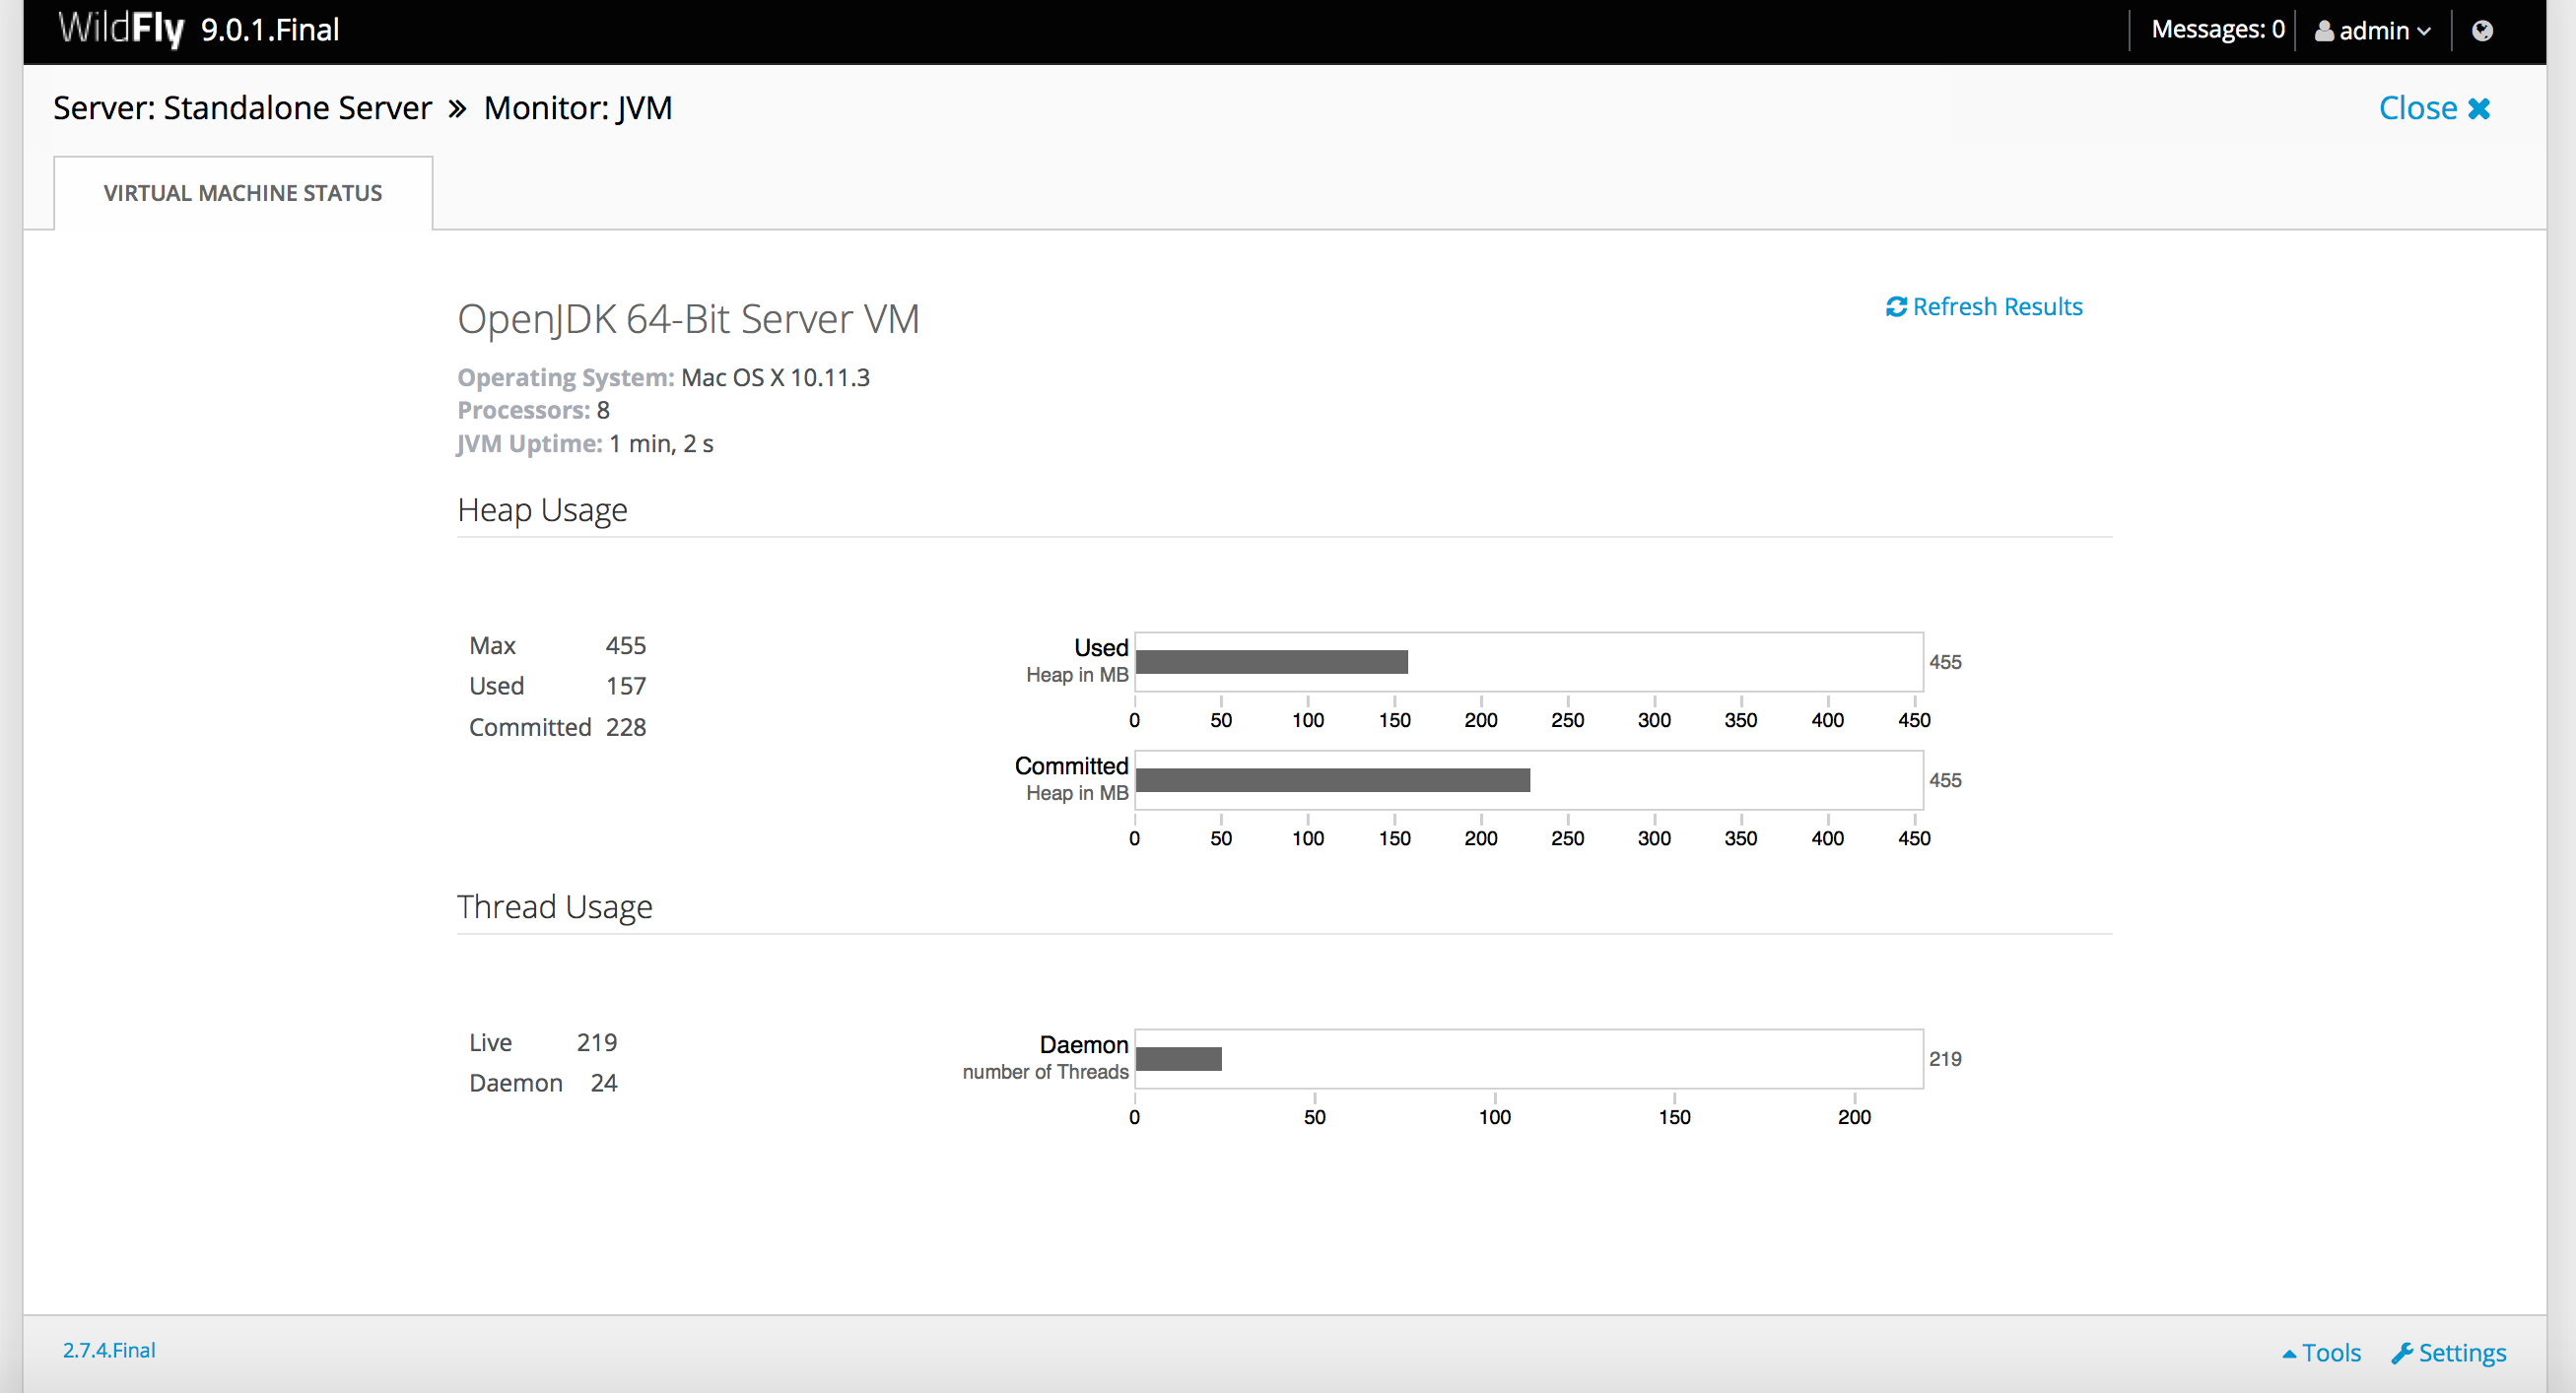 WildFly 9.0.1.Final
Messages: 0
admin
Server: Standalone Server » Monitor: JVM
Close
VIRTUAL MACHINE STATUS
OpenJDK 64-Bit Server VM
Refresh Results
Operating System: Mac OS X 10.11.3
Processors: 8
JVM Uptime: 1 min, 2 s
Heap Usage
Max 455
Used 157
Committed 228
Used
Heap in MB
455
0 50 100 150 200 250 300 350 400 450
Committed
Heap in MB
455
0 50 100 150 200 250 300 350 400 450
Thread Usage
Live 219
Daemon 24
Daemon
number of Threads
219
0 50 100 150 200
2.7.4.Final
Tools
Settings